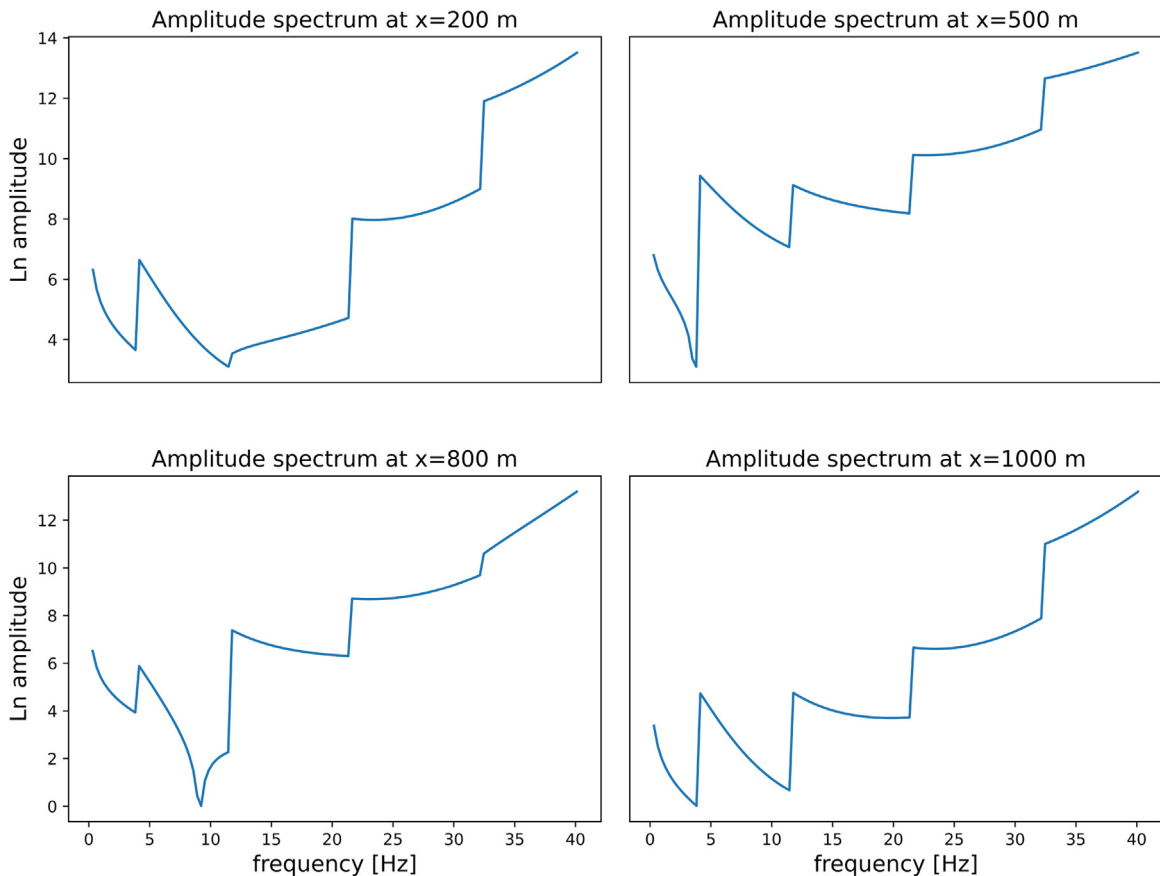 Amplitude spectrum at x=200 m
Amplitude spectrum at x=500 m
14
12
10
8
6
4
Ln amplitude
Amplitude spectrum at x=800 m
Amplitude spectrum at x=1000 m
12
10
8
6
4
2
0
Ln amplitude
0 5 10 15 20 25 30 35 40
0 5 10 15 20 25 30 35 40
frequency [Hz]
frequency [Hz]